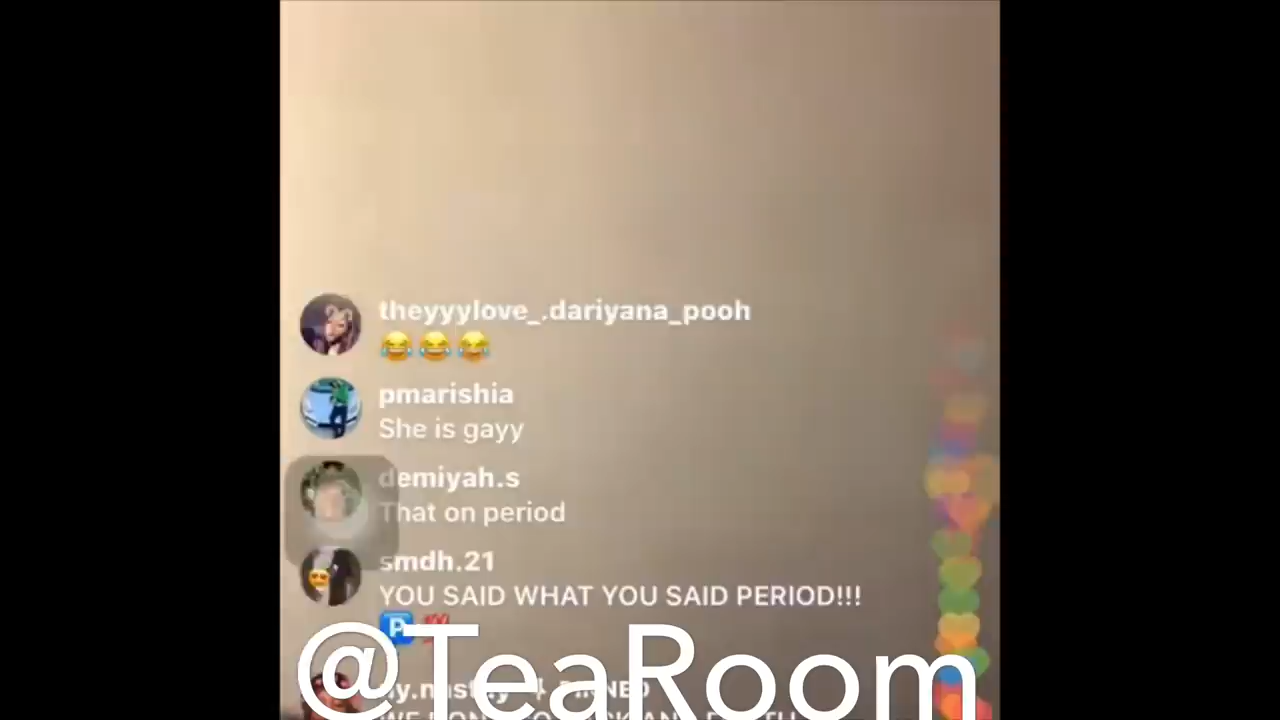 theyyylove_.dariyana_pooh
😂😂😂
pmarishia
She is gayy
demiyah.s
That on period
smdh.21
YOU SAID WHAT YOU SAID PERIOD!!!
🅿️💯
@TeaRoom
PINNED